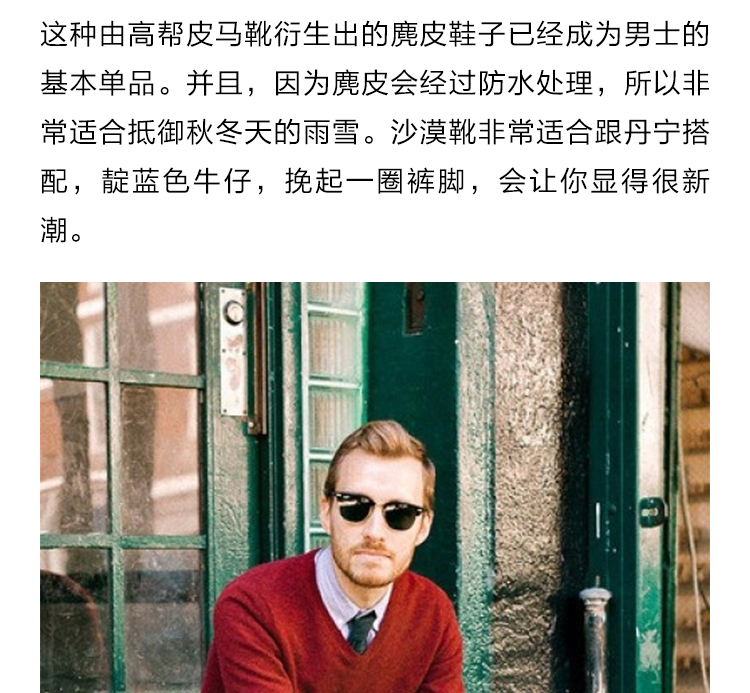 这种由高帮皮马靴衍生出的麂皮鞋子已经成为男士的
基本单品。并且，因为麂皮会经过防水处理，所以非
常适合抵御秋冬天的雨雪。沙漠靴非常适合跟丹宁搭
配，靛蓝色牛仔，挽起一圈裤脚，会让你显得很新
潮。